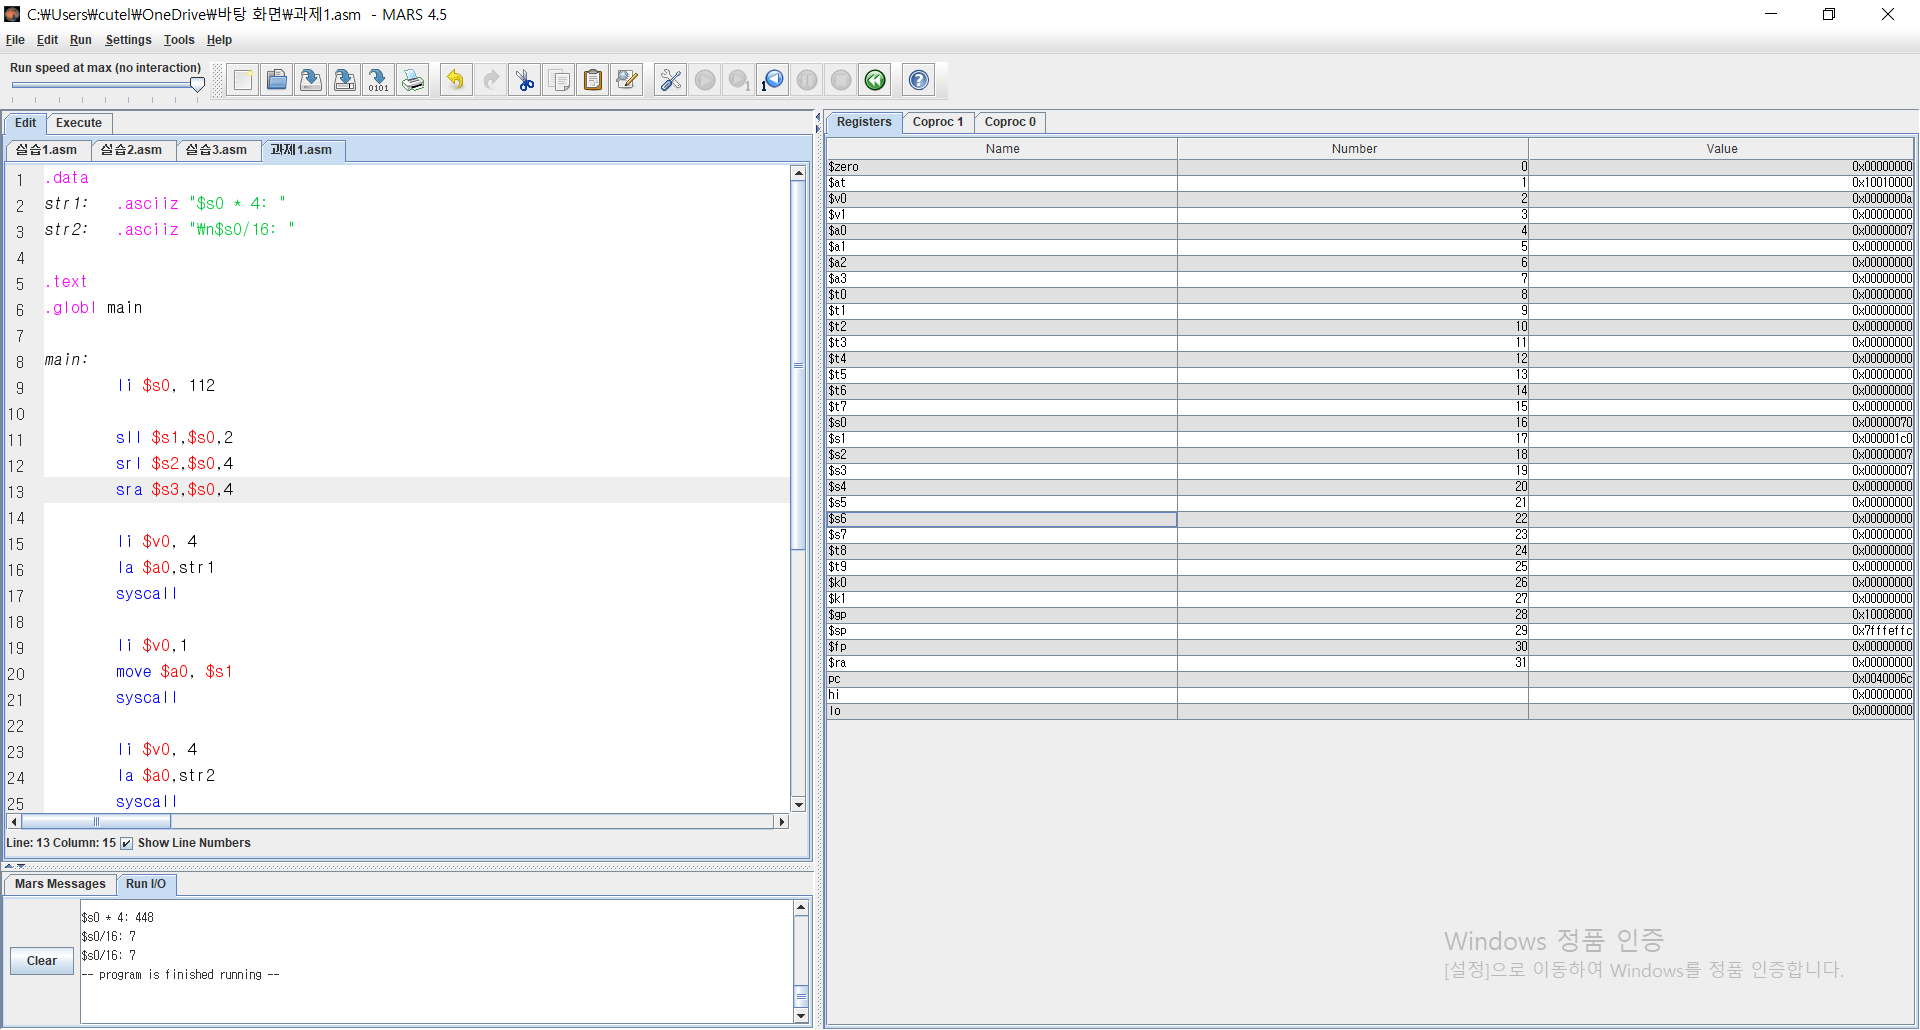 C:₩Users₩cutel₩OneDrive₩바탕 화면₩과제1.asm - MARS 4.5
File Edit Run Settings Tools Help
Run speed at max (no interaction)
Edit Execute
실습1.asm 실습2.asm 실습3.asm 과제1.asm
1 .data
2 str1: .asciiz "$s0 * 4: "
3 str2: .asciiz "₩n$s0/16: "
4
5 .text
6 .globl main
7
8 main:
9 li $s0, 112
10
11 sll $s1,$s0,2
12 srl $s2,$s0,4
13 sra $s3,$s0,4
14
15 li $v0, 4
16 la $a0,str1
17 syscall
18
19 li $v0,1
20 move $a0, $s1
21 syscall
22
23 li $v0, 4
24 la $a0,str2
25 syscall
Line: 13 Column: 15 Show Line Numbers
Mars Messages Run I/O
Clear
$s0 * 4: 448
$s0/16: 7
$s0/16: 7
-- program is finished running --
Registers Coproc 1 Coproc 0
Name Number Value
$zero 0 0x00000000
$at 1 0x10010000
$v0 2 0x0000000a
$v1 3 0x00000000
$a0 4 0x00000007
$a1 5 0x00000000
$a2 6 0x00000000
$a3 7 0x00000000
$t0 8 0x00000000
$t1 9 0x00000000
$t2 10 0x00000000
$t3 11 0x00000000
$t4 12 0x00000000
$t5 13 0x00000000
$t6 14 0x00000000
$t7 15 0x00000000
$s0 16 0x00000070
$s1 17 0x000001c0
$s2 18 0x00000007
$s3 19 0x00000007
$s4 20 0x00000000
$s5 21 0x00000000
$s6 22 0x00000000
$s7 23 0x00000000
$t8 24 0x00000000
$t9 25 0x00000000
$k0 26 0x00000000
$k1 27 0x00000000
$gp 28 0x10008000
$sp 29 0x7fffeffc
$fp 30 0x00000000
$ra 31 0x00000000
pc 0x0040006c
hi 0x00000000
lo 0x00000000
Windows 정품 인증
[설정]으로 이동하여 Windows를 정품 인증합니다.